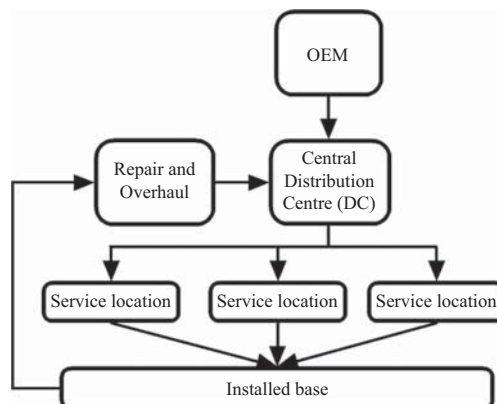 OEM
Repair and
Overhaul
Central
Distribution
Centre (DC)
Service location
Service location
Service location
Installed base